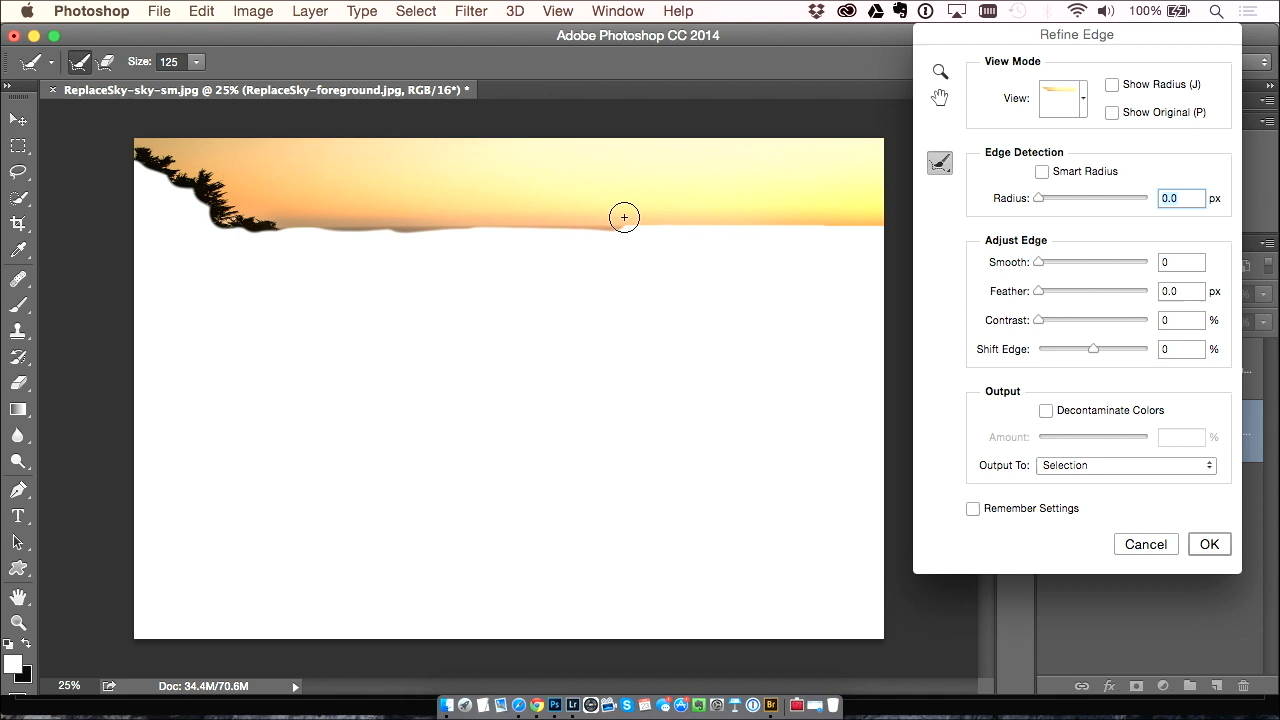 Photoshop File Edit Image Layer Type Select Filter 3D View Window Help 100%
Adobe Photoshop CC 2014
Size: 125
× ReplaceSky-sky-sm.jpg @ 25% (ReplaceSky-foreground.jpg, RGB/16*) *
Refine Edge
View Mode
View:
Show Radius (J)
Show Original (P)
Edge Detection
Smart Radius
Radius: 0.0 px
Adjust Edge
Smooth: 0
Feather: 0.0 px
Contrast: 0 %
Shift Edge: 0 %
Output
Decontaminate Colors
Amount: %
Output To: Selection
Remember Settings
Cancel OK
25% Doc: 34.4M/70.6M